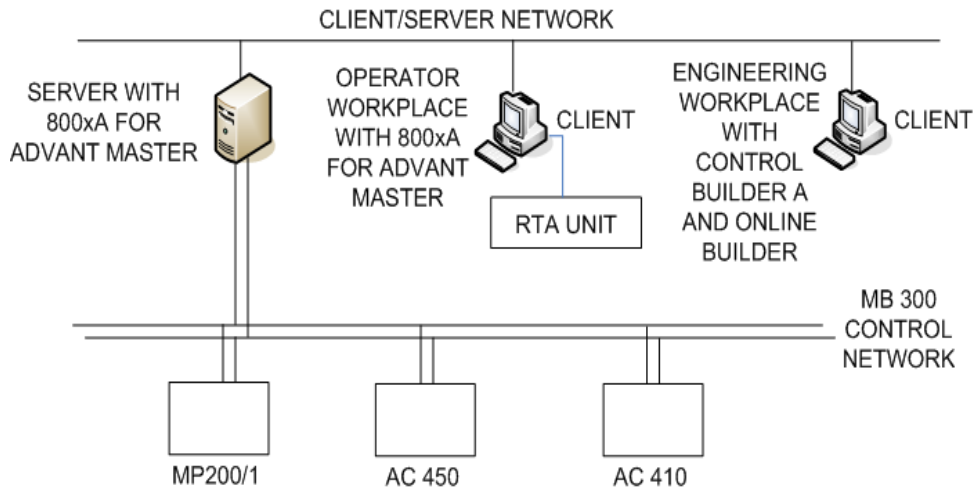 CLIENT/SERVER NETWORK
SERVER WITH
800xA FOR
ADVANT MASTER
OPERATOR
WORKPLACE
WITH 800xA
FOR ADVANT
MASTER
CLIENT
RTA UNIT
ENGINEERING
WORKPLACE
WITH
CONTROL
BUILDER A
AND ONLINE
BUILDER
CLIENT
MB 300
CONTROL
NETWORK
MP200/1
AC 450
AC 410